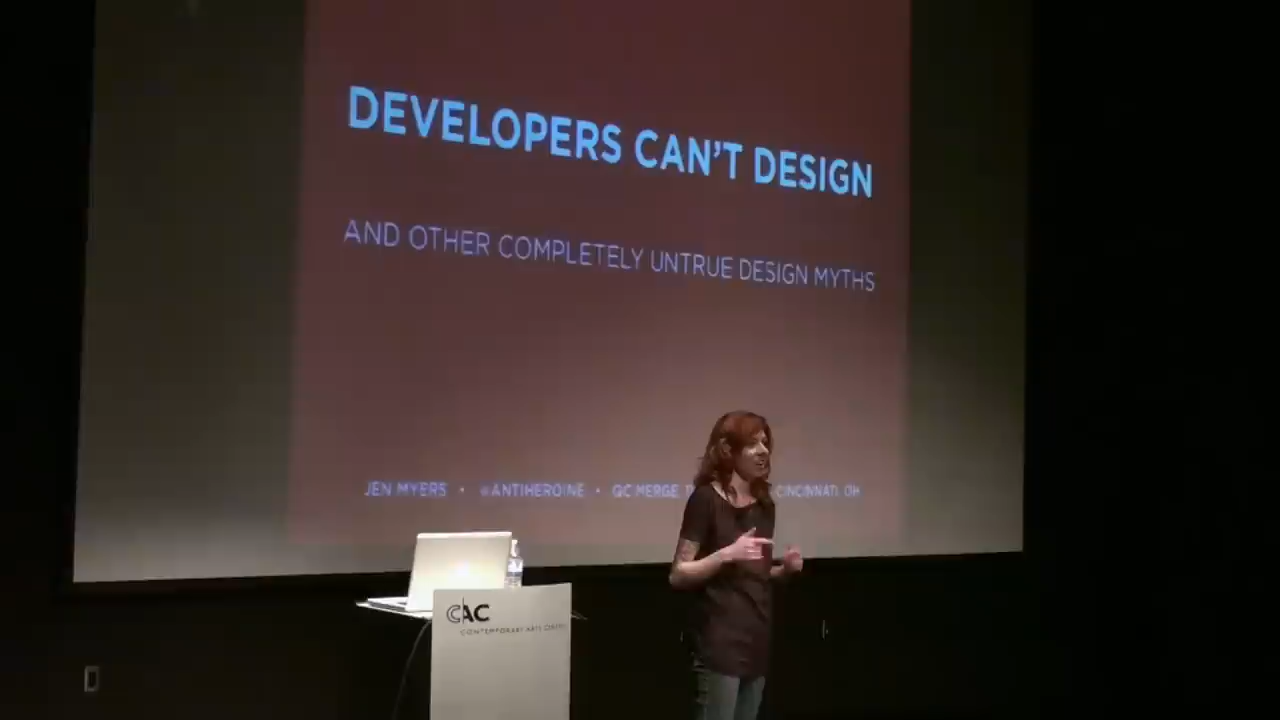 DEVELOPERS CAN'T DESIGN
AND OTHER COMPLETELY UNTRUE DESIGN MYTHS
JEN MYERS • @ANTIHEROINE • QC MERGE CINCINNATI, OH
CAC
CONTEMPORARY ARTS CENTER